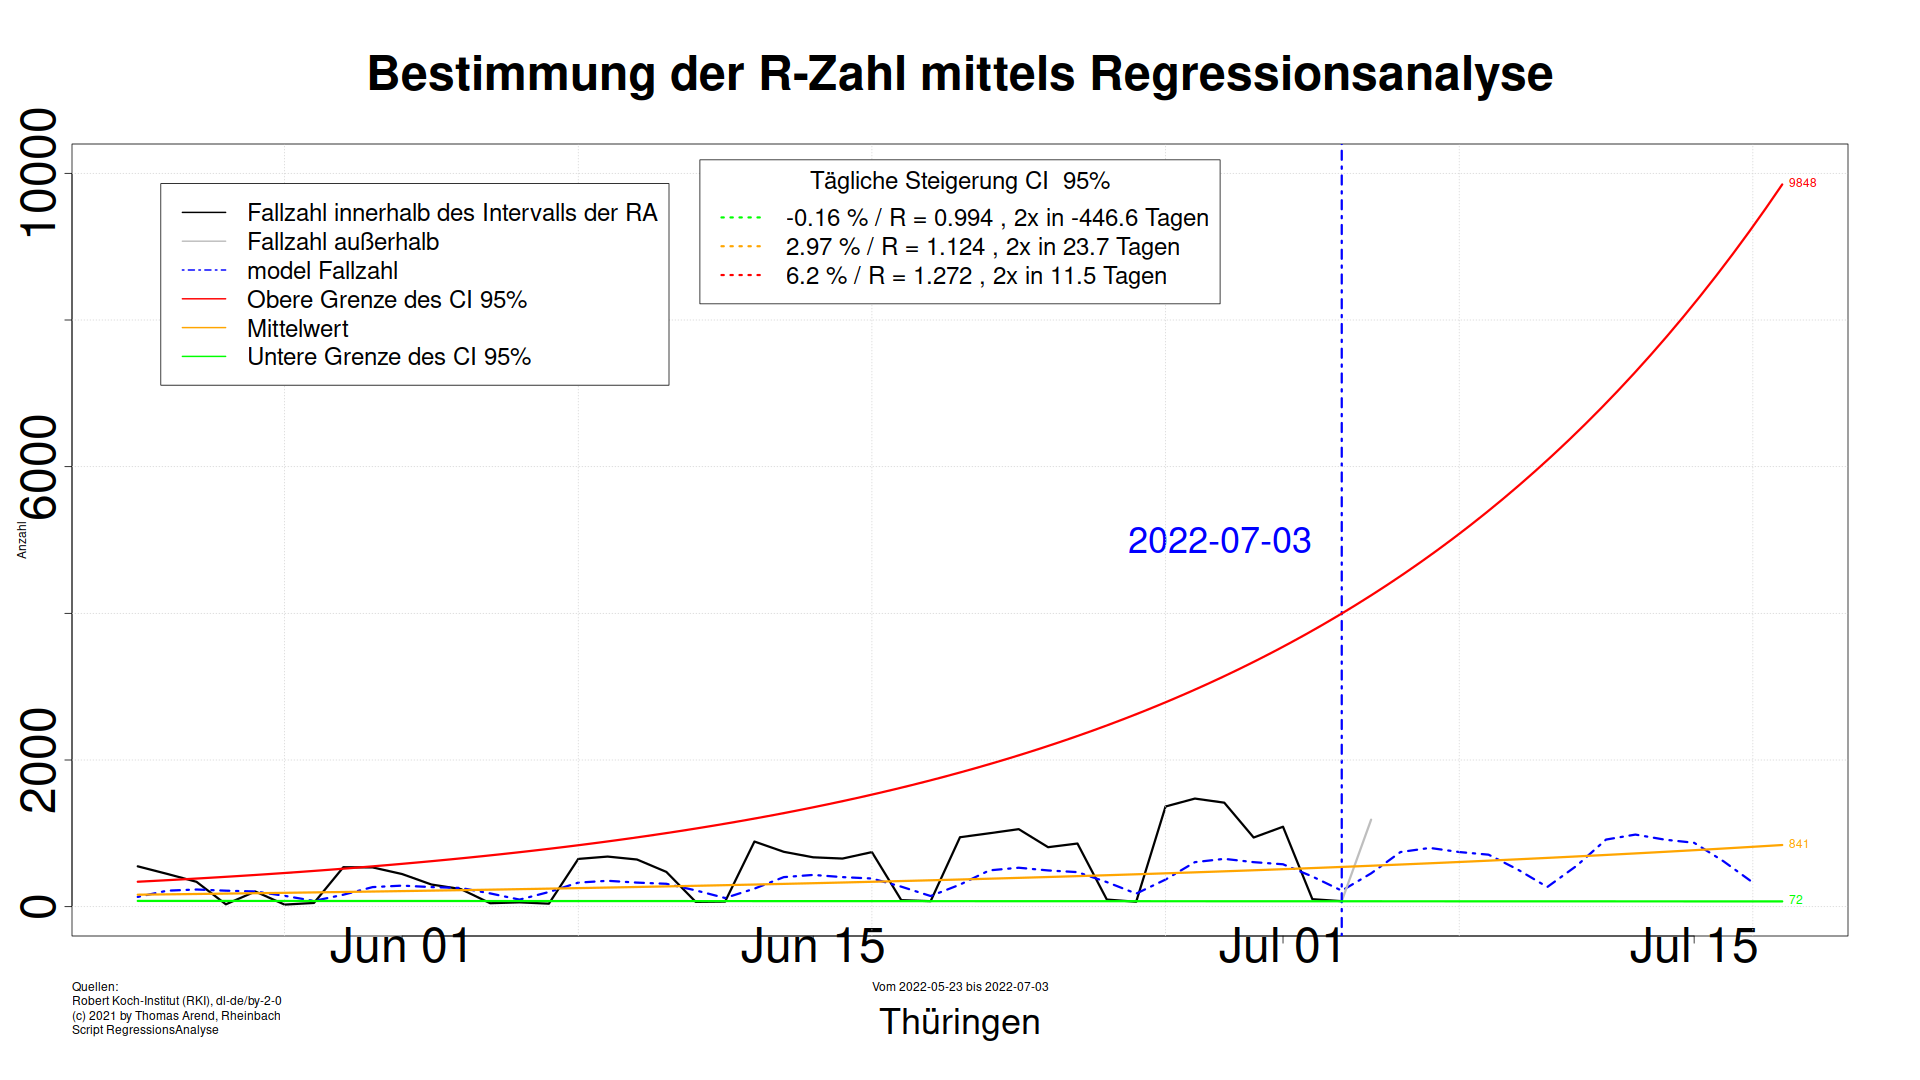 Bestimmung der R-Zahl mittels Regressionsanalyse
10000
6000
2000
0
Anzahl
Fallzahl innerhalb des Intervalls der RA
Fallzahl außerhalb
model Fallzahl
Obere Grenze des CI 95%
Mittelwert
Untere Grenze des CI 95%
Tägliche Steigerung CI 95%
-0.16 % / R = 0.994 , 2x in -446.6 Tagen
2.97 % / R = 1.124 , 2x in 23.7 Tagen
6.2 % / R = 1.272 , 2x in 11.5 Tagen
9848
2022-07-03
841
72
Jun 01
Jun 15
Jul 01
Jul 15
Quellen:
Robert Koch-Institut (RKI), dl-de/by-2-0
(c) 2021 by Thomas Arend, Rheinbach
Script RegressionsAnalyse
Vom 2022-05-23 bis 2022-07-03
Thüringen